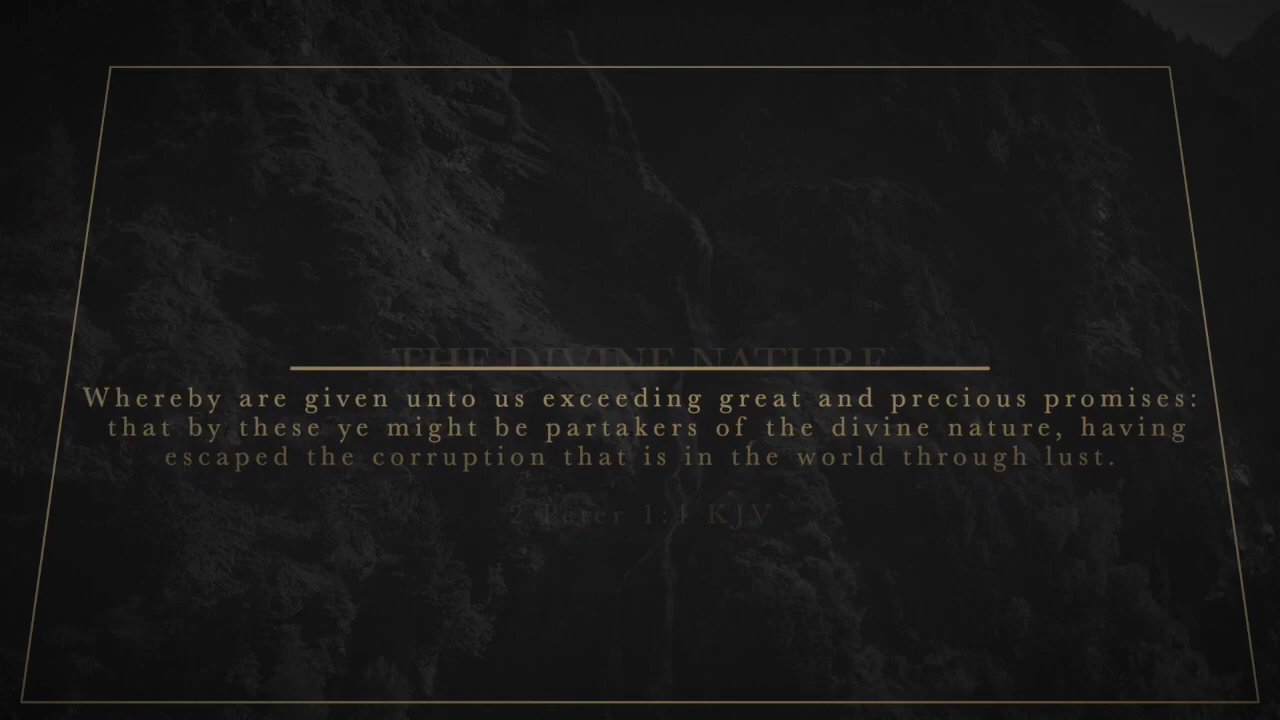 THE DIVINE NATURE
Whereby are given unto us exceeding great and precious promises:
that by these ye might be partakers of the divine nature, having
escaped the corruption that is in the world through lust.
2 Peter 1:4 KJV